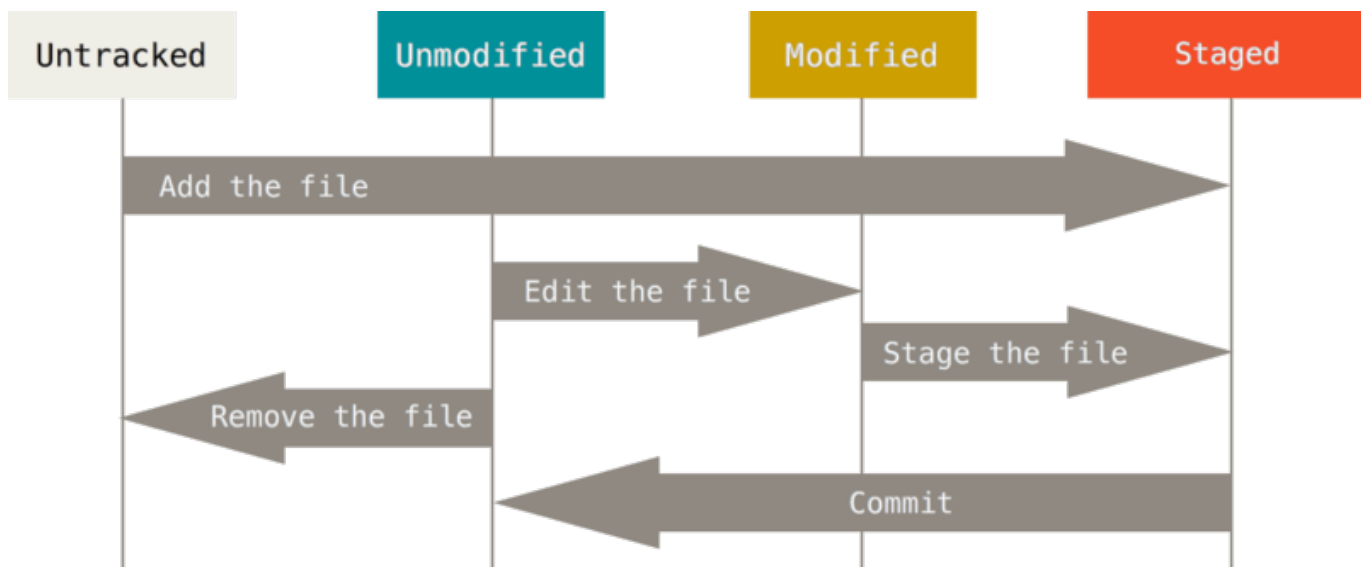 Untracked
Unmodified
Modified
Staged
Add the file
Edit the file
Stage the file
Remove the file
Commit